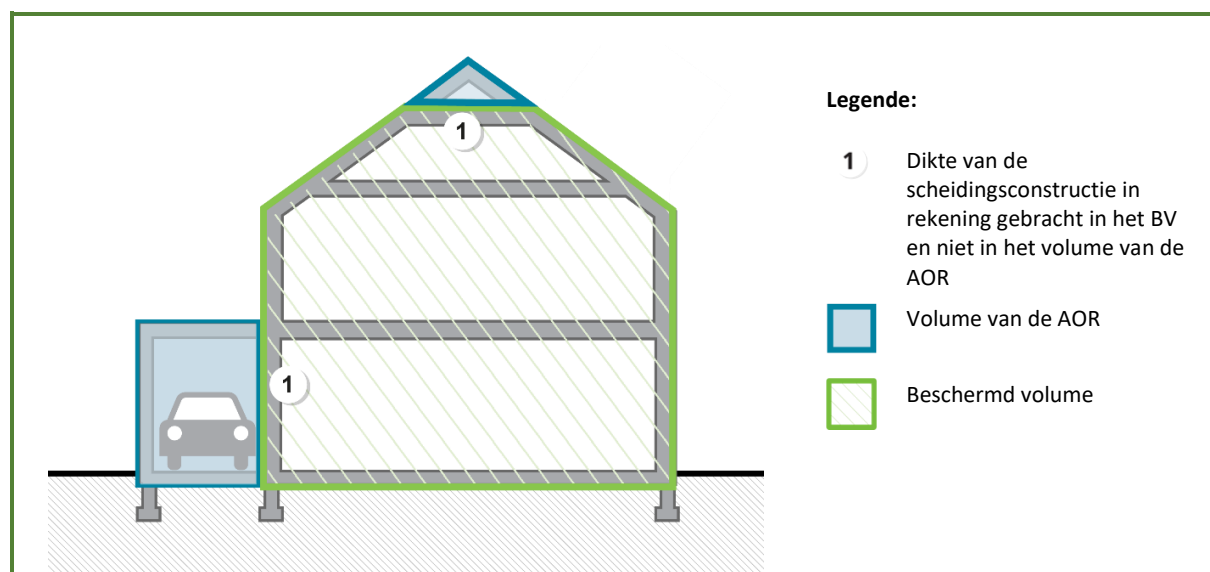 Legende:
1
1 Dikte van de
scheidingsconstructie in
rekening gebracht in het BV
en niet in het volume van de
AOR
Volume van de AOR
1
Beschermd volume